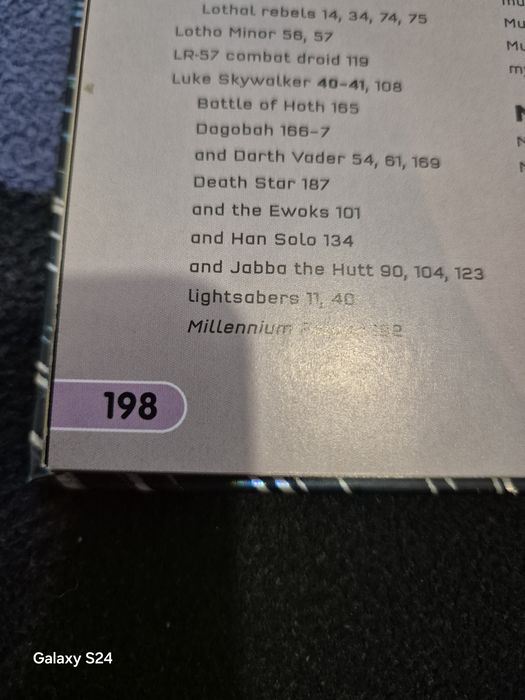 Lothal rebels 14, 34, 74, 75
Lotho Minor 56, 57
LR-57 combat droid 119
Luke Skywalker 40–41, 108
Battle of Hoth 165
Dagobah 166–7
and Darth Vader 54, 61, 169
Death Star 187
and the Ewoks 101
and Han Solo 134
and Jabba the Hutt 90, 104, 123
lightsabers 11, 40
Millennium
198
Mu
Mu
m
N
Galaxy S24